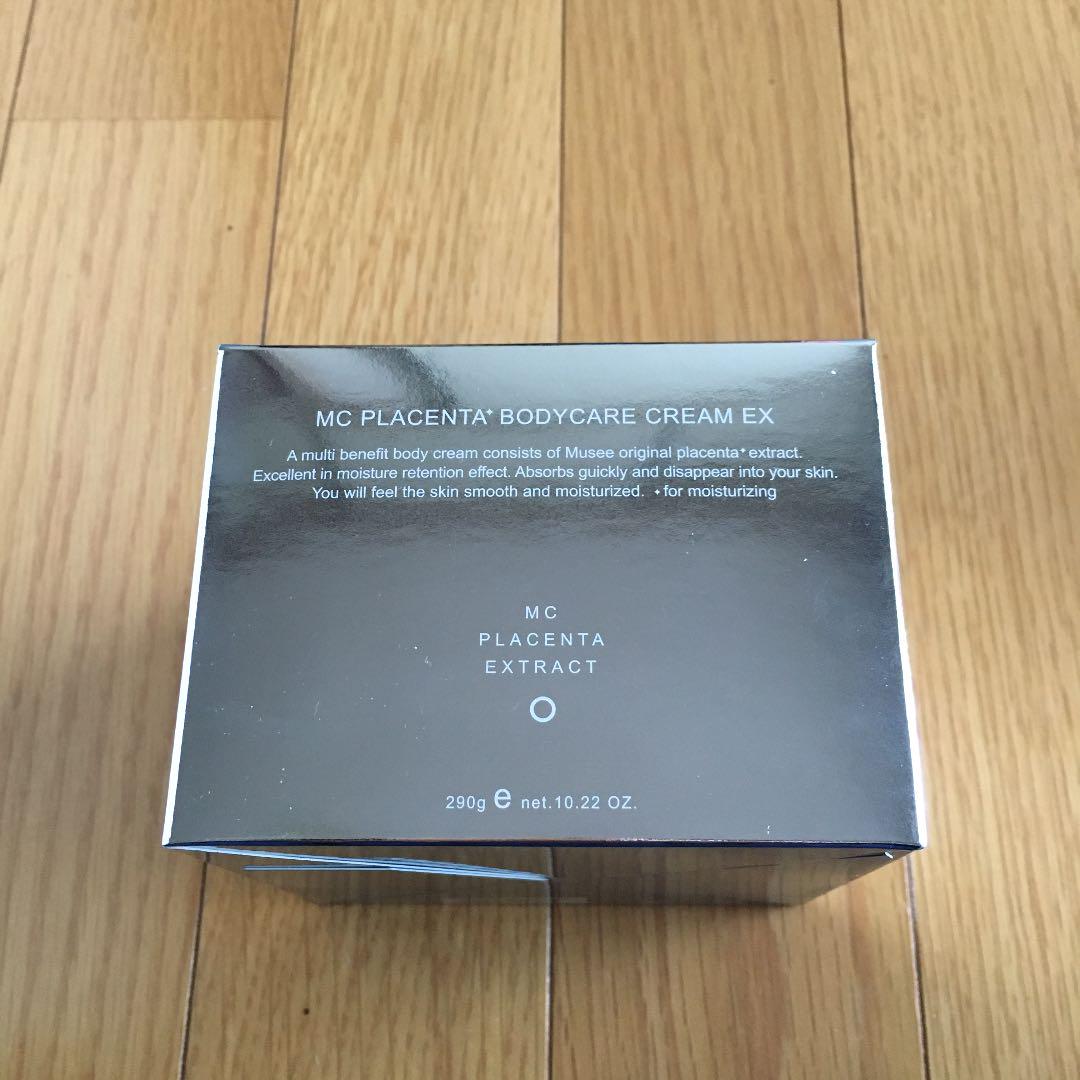 MC PLACENTA✦ BODYCARE CREAM EX
A multi benefit body cream consists of Musee original placenta✦ extract.
Excellent in moisture retention effect. Absorbs guickly and disappear into your skin.
You will feel the skin smooth and moisturized. ✦for moisturizing
MC
PLACENTA
EXTRACT
290g e net.10.22 OZ.